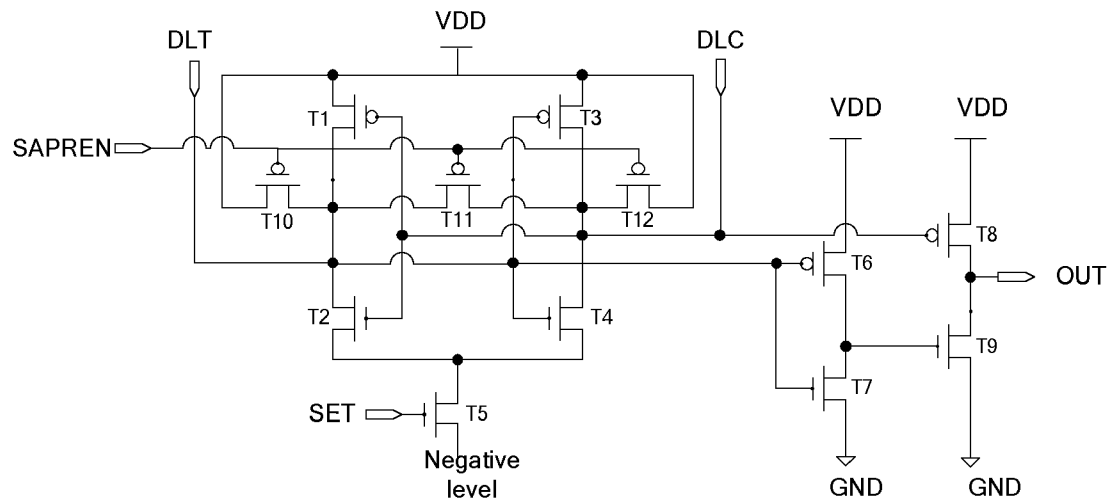 VDD
DLT
DLC
T1
T3
VDD
VDD
SAPREN
T10
T11
T12
T8
T6
OUT
T2
T4
T9
T7
SET
T5
Negative
level
GND
GND